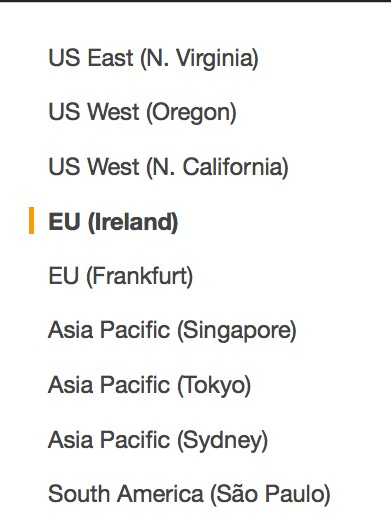 US East (N. Virginia)
US West (Oregon)
US West (N. California)
EU (Ireland)
EU (Frankfurt)
Asia Pacific (Singapore)
Asia Pacific (Tokyo)
Asia Pacific (Sydney)
South America (São Paulo)